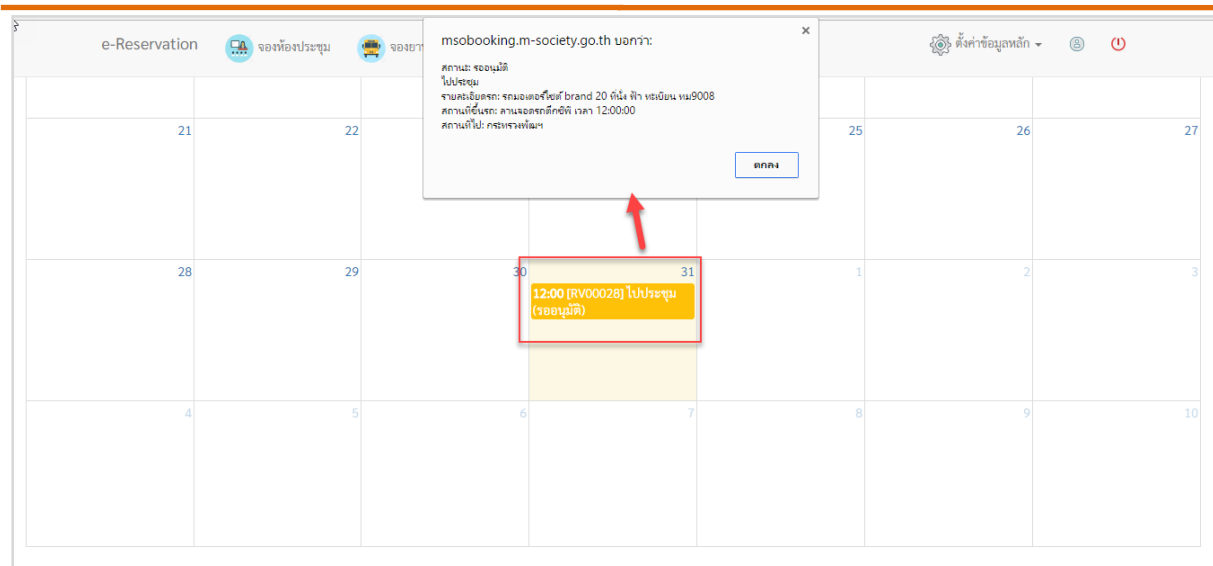 e-Reservation จองห้องประชุม จองยา ตั้งค่าข้อมูลหลัก
msobooking.m-society.go.th บอกว่า:
สถานะ: รออนุมัติ
ไปประชุม
รายละเอียดรถ: รถมอเตอร์ไซต์ brand 20 ที่นั่ง ฟ้า ทะเบียน หม9008
สถานที่ขึ้นรถ: ลานจอดรถตึกซีพี เวลา 12:00:00
สถานที่ไป: กระทรวงพัฒฯ
ตกลง
21 22 25 26 27
28 29 30 31 1 2 3
12:00 [RV00028] ไปประชุม
(รออนุมัติ)
4 5 6 7 8 9 10